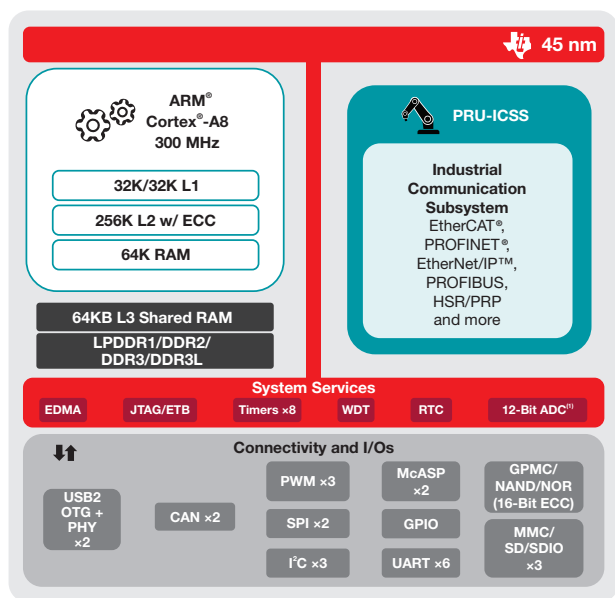 45 nm
ARM®
Cortex®-A8
300 MHz
32K/32K L1
256K L2 w/ ECC
64K RAM
64KB L3 Shared RAM
LPDDR1/DDR2/
DDR3/DDR3L
PRU-ICSS
Industrial
Communication
Subsystem
EtherCAT®,
PROFINET®,
EtherNet/IP™,
PROFIBUS,
HSR/PRP
and more
System Services
EDMA
JTAG/ETB
Timers ×8
WDT
RTC
12-Bit ADC⁽¹⁾
Connectivity and I/Os
USB2
OTG +
PHY
×2
CAN ×2
PWM ×3
SPI ×2
I²C ×3
McASP
×2
GPIO
UART ×6
GPMC/
NAND/NOR
(16-Bit ECC)
MMC/
SD/SDIO
×3